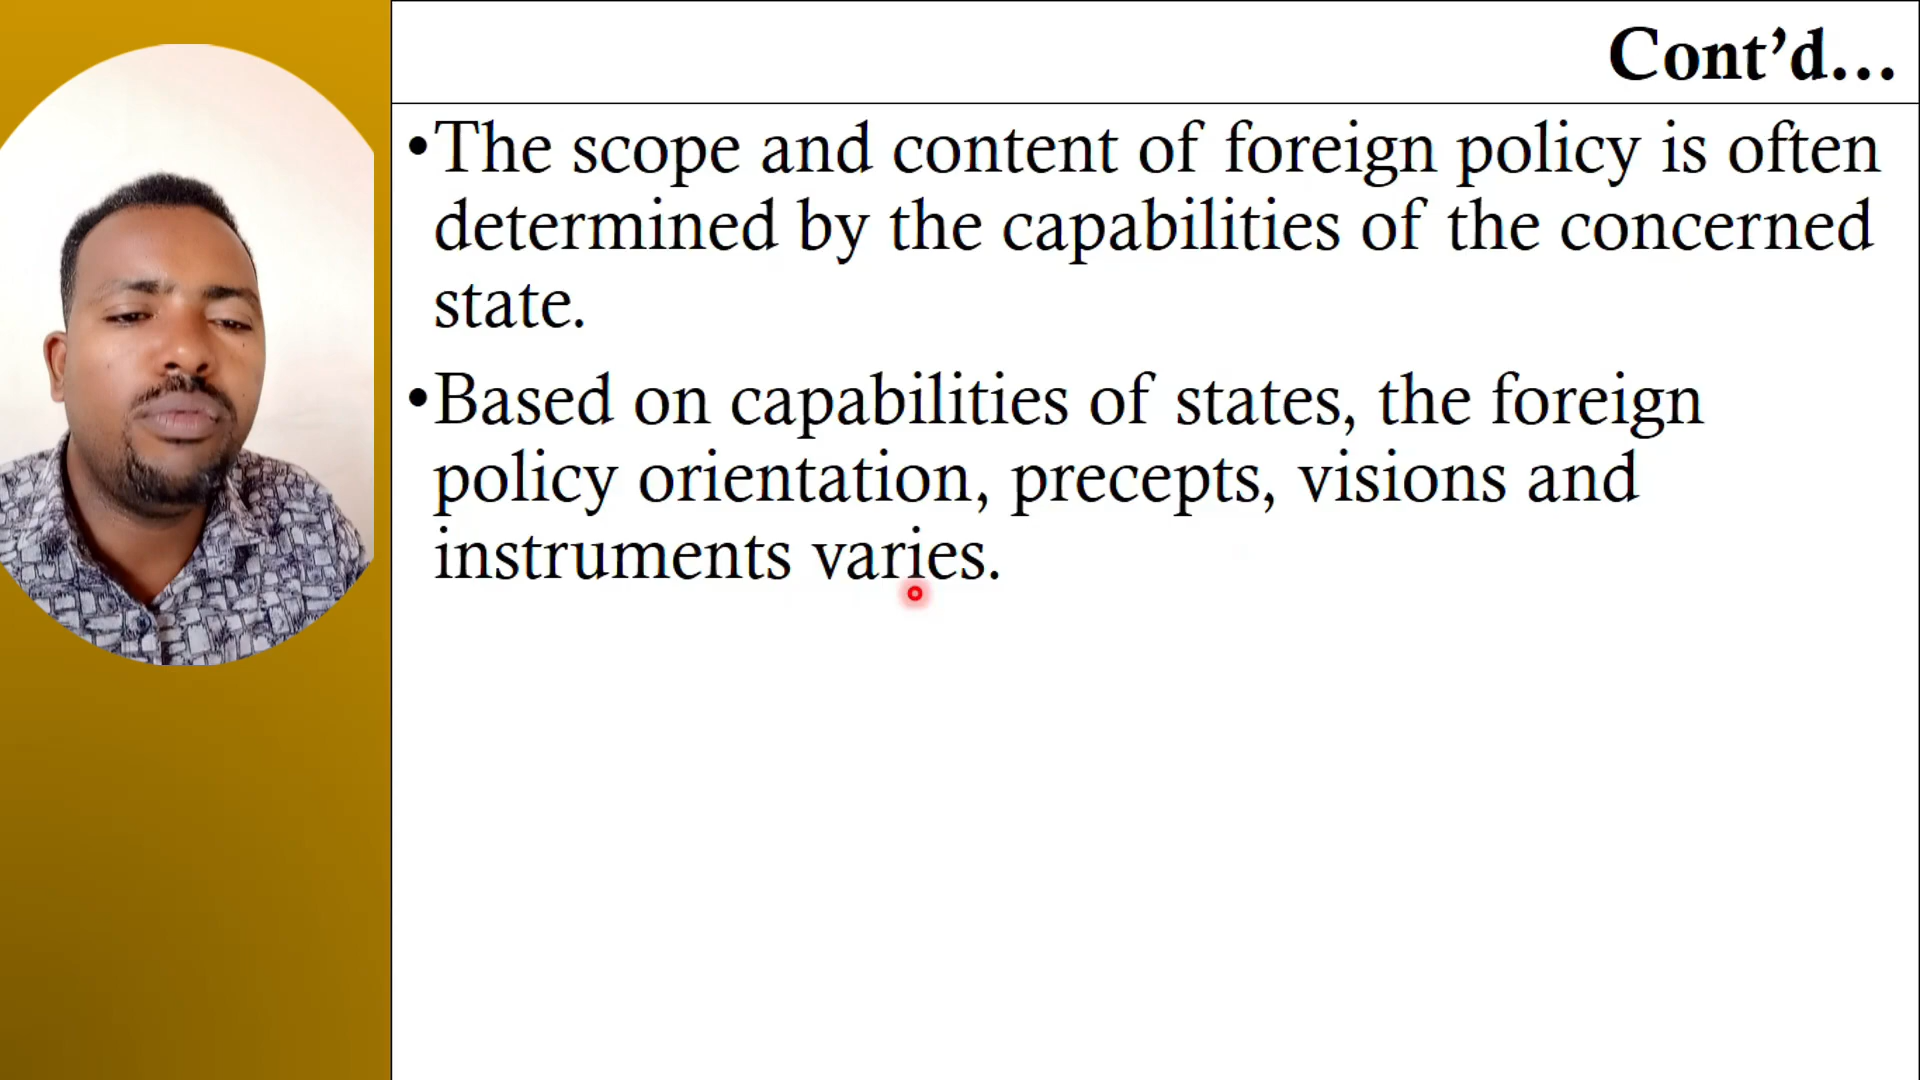 Cont’d…
•The scope and content of foreign policy is often
determined by the capabilities of the concerned
state.
•Based on capabilities of states, the foreign
policy orientation, precepts, visions and
instruments varies.